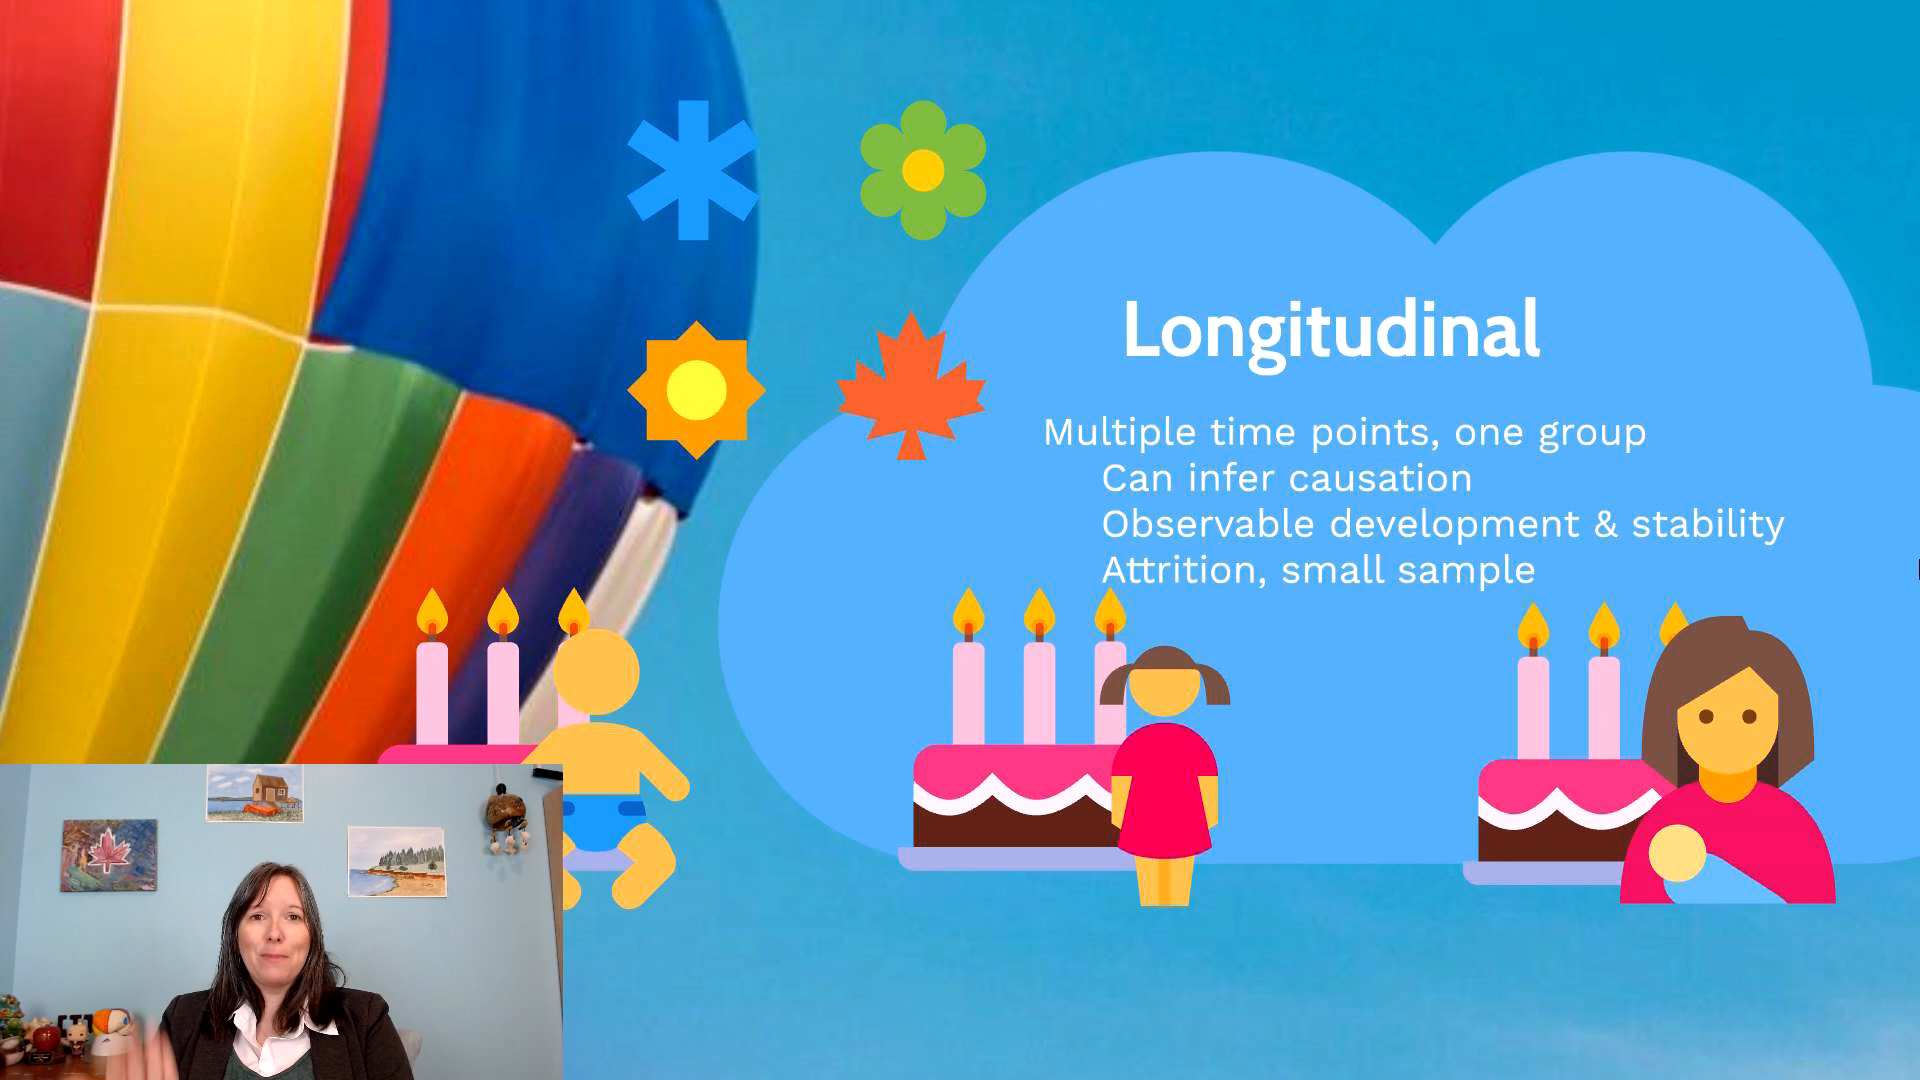 Longitudinal
Multiple time points, one group
Can infer causation
Observable development & stability
Attrition, small sample